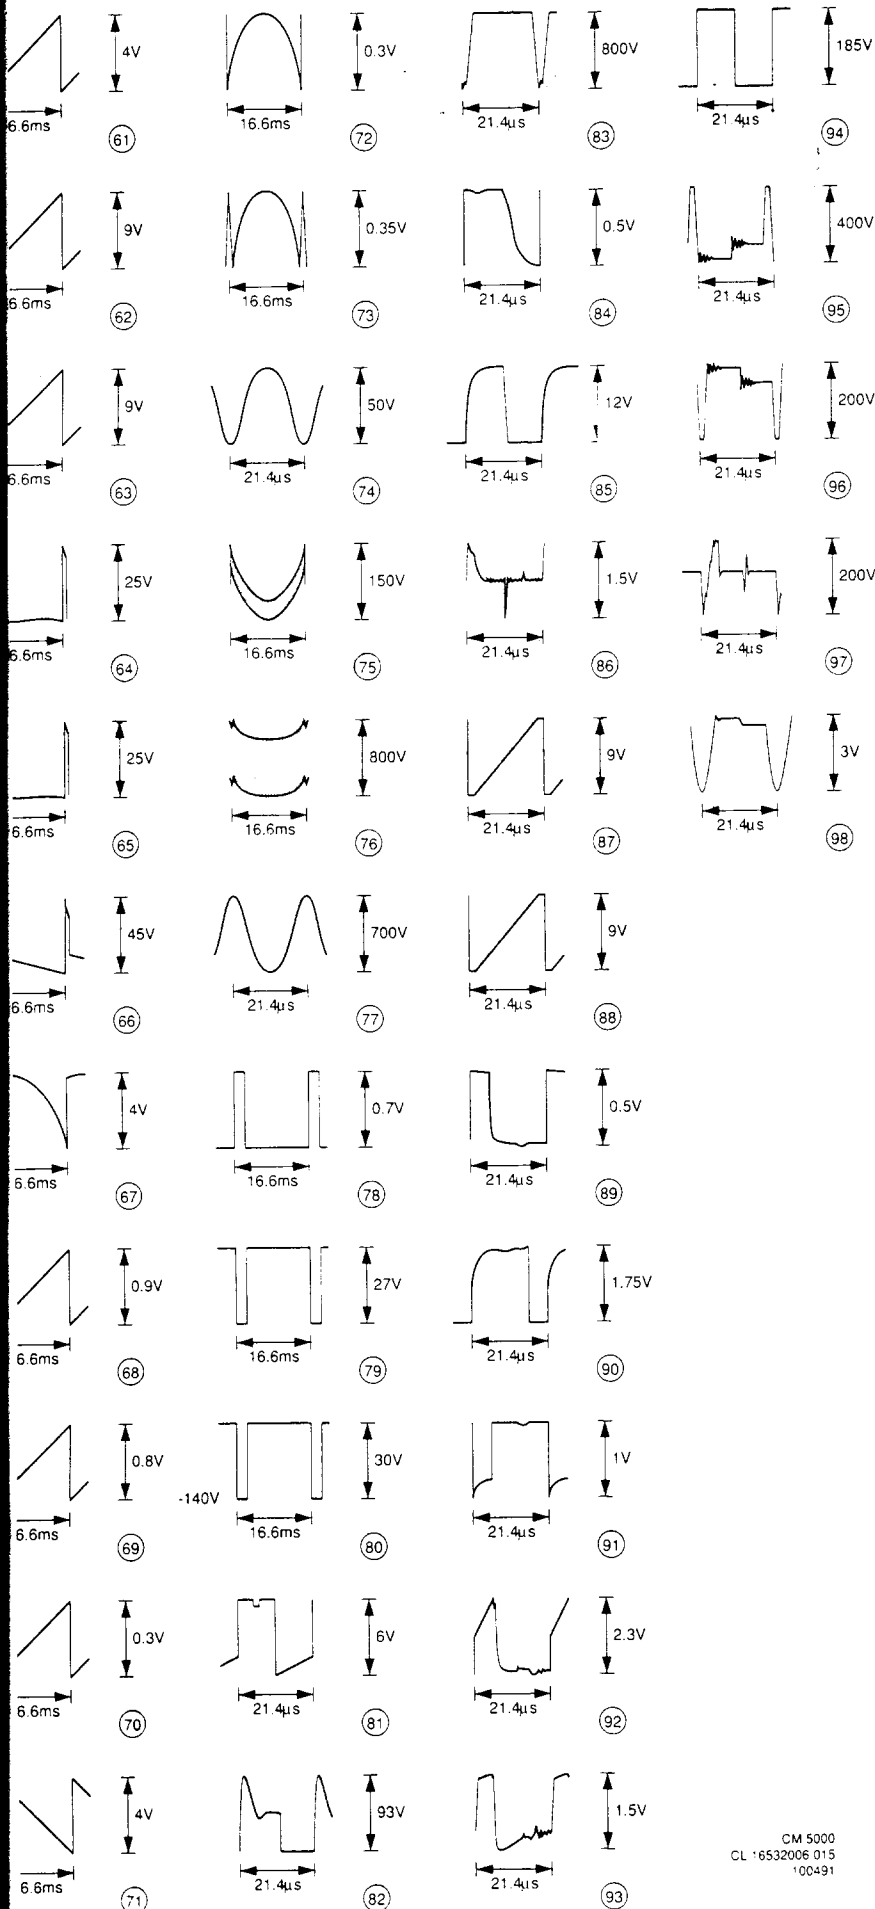 4V
6.6ms
61
9V
6.6ms
62
9V
6.6ms
63
25V
6.6ms
64
25V
6.6ms
65
45V
6.6ms
66
4V
6.6ms
67
0.9V
6.6ms
68
0.8V
6.6ms
69
0.3V
6.6ms
70
4V
6.6ms
71
0.3V
16.6ms
72
0.35V
16.6ms
73
50V
21.4µs
74
150V
16.6ms
75
800V
16.6ms
76
700V
21.4µs
77
0.7V
16.6ms
78
27V
16.6ms
79
30V
-140V
16.6ms
80
6V
21.4µs
81
93V
21.4µs
82
800V
21.4µs
83
0.5V
21.4µs
84
12V
21.4µs
85
1.5V
21.4µs
86
9V
21.4µs
87
9V
21.4µs
88
0.5V
21.4µs
89
1.75V
21.4µs
90
1V
21.4µs
91
2.3V
21.4µs
92
1.5V
21.4µs
93
185V
21.4µs
94
400V
21.4µs
95
200V
21.4µs
96
200V
21.4µs
97
3V
21.4µs
98
CM 5000
CL 16532006 015
100491